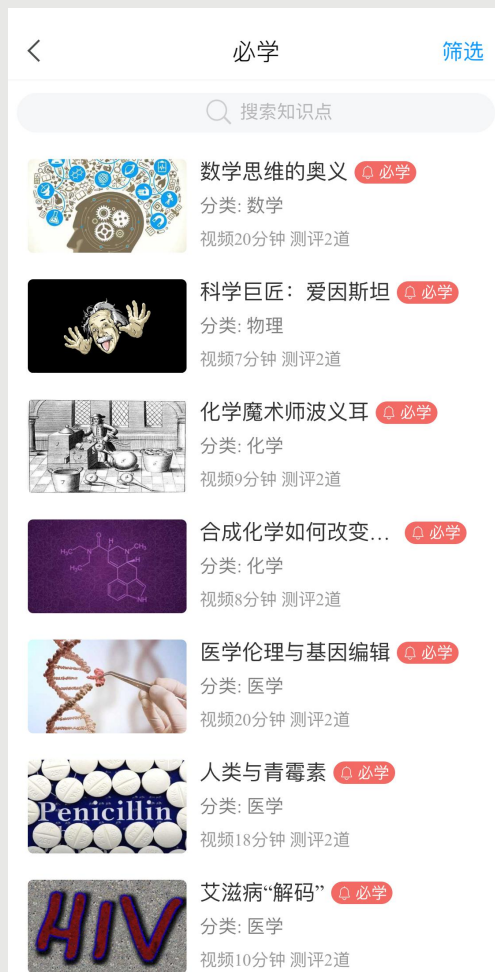 必学
筛选
搜索知识点
数学思维的奥义 必学
分类: 数学
视频20分钟 测评2道
科学巨匠：爱因斯坦 必学
分类: 物理
视频7分钟 测评2道
化学魔术师波义耳 必学
分类: 化学
视频9分钟 测评2道
合成化学如何改变... 必学
分类: 化学
视频8分钟 测评2道
H₃C
N
O
H
N
CH₃
H₃C
H
NH
医学伦理与基因编辑 必学
分类: 医学
视频20分钟 测评2道
人类与青霉素 必学
Penicillin
分类: 医学
视频18分钟 测评2道
艾滋病“解码” 必学
HIV
分类: 医学
视频10分钟 测评2道